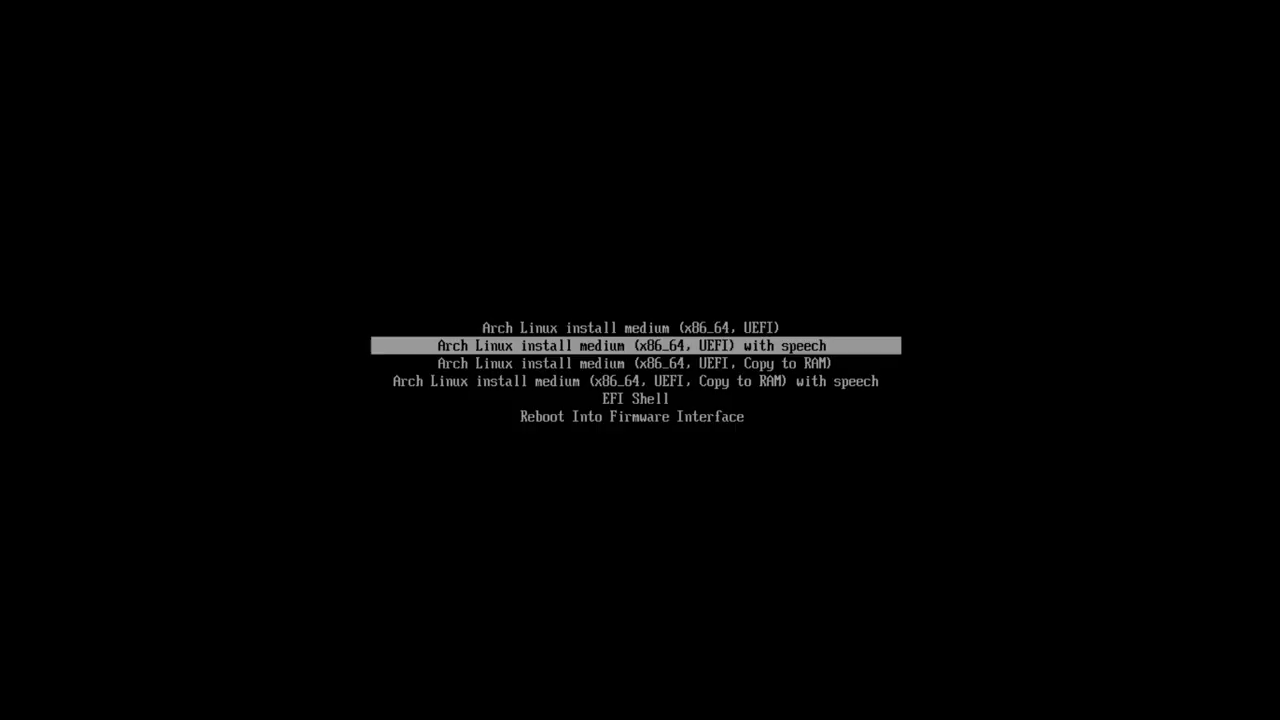 Arch Linux install medium (x86_64, UEFI)
Arch Linux install medium (x86_64, UEFI) with speech
Arch Linux install medium (x86_64, UEFI, Copy to RAM)
Arch Linux install medium (x86_64, UEFI, Copy to RAM) with speech
EFI Shell
Reboot Into Firmware Interface